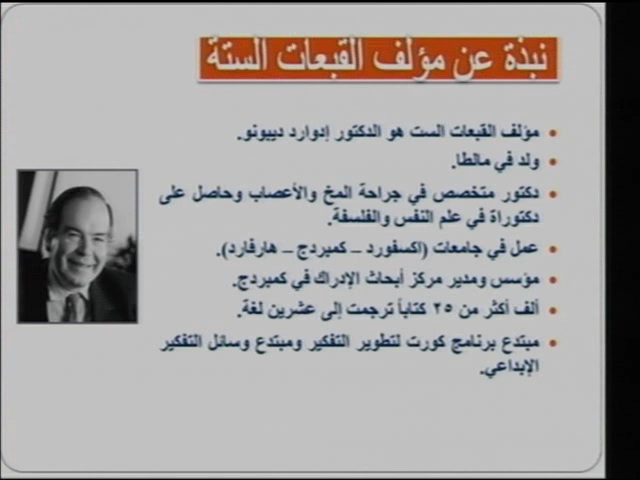 نبذة عن مؤلف القبعات الستة
مؤلف القبعات الست هو الدكتور إدوارد ديبونو.
ولد في مالطا.
دكتور متخصص في جراحة المخ والأعصاب وحاصل على
دكتوراة في علم النفس والفلسفة.
عمل في جامعات (اكسفورد – كمبردج – هارفارد).
مؤسس ومدير مركز أبحاث الإدراك في كمبردج.
ألف أكثر من ٢٥ كتاباً ترجمت إلى عشرين لغة.
مبتدع برنامج كورت لتطوير التفكير ومبتدع وسائل التفكير
الإبداعي.